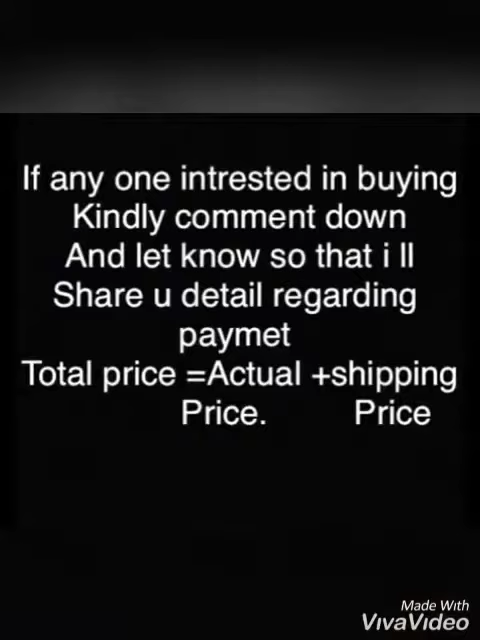 If any one intrested in buying
Kindly comment down
And let know so that i ll
Share u detail regarding
paymet
Total price =Actual +shipping
Price. Price
Made With
VivaVideo